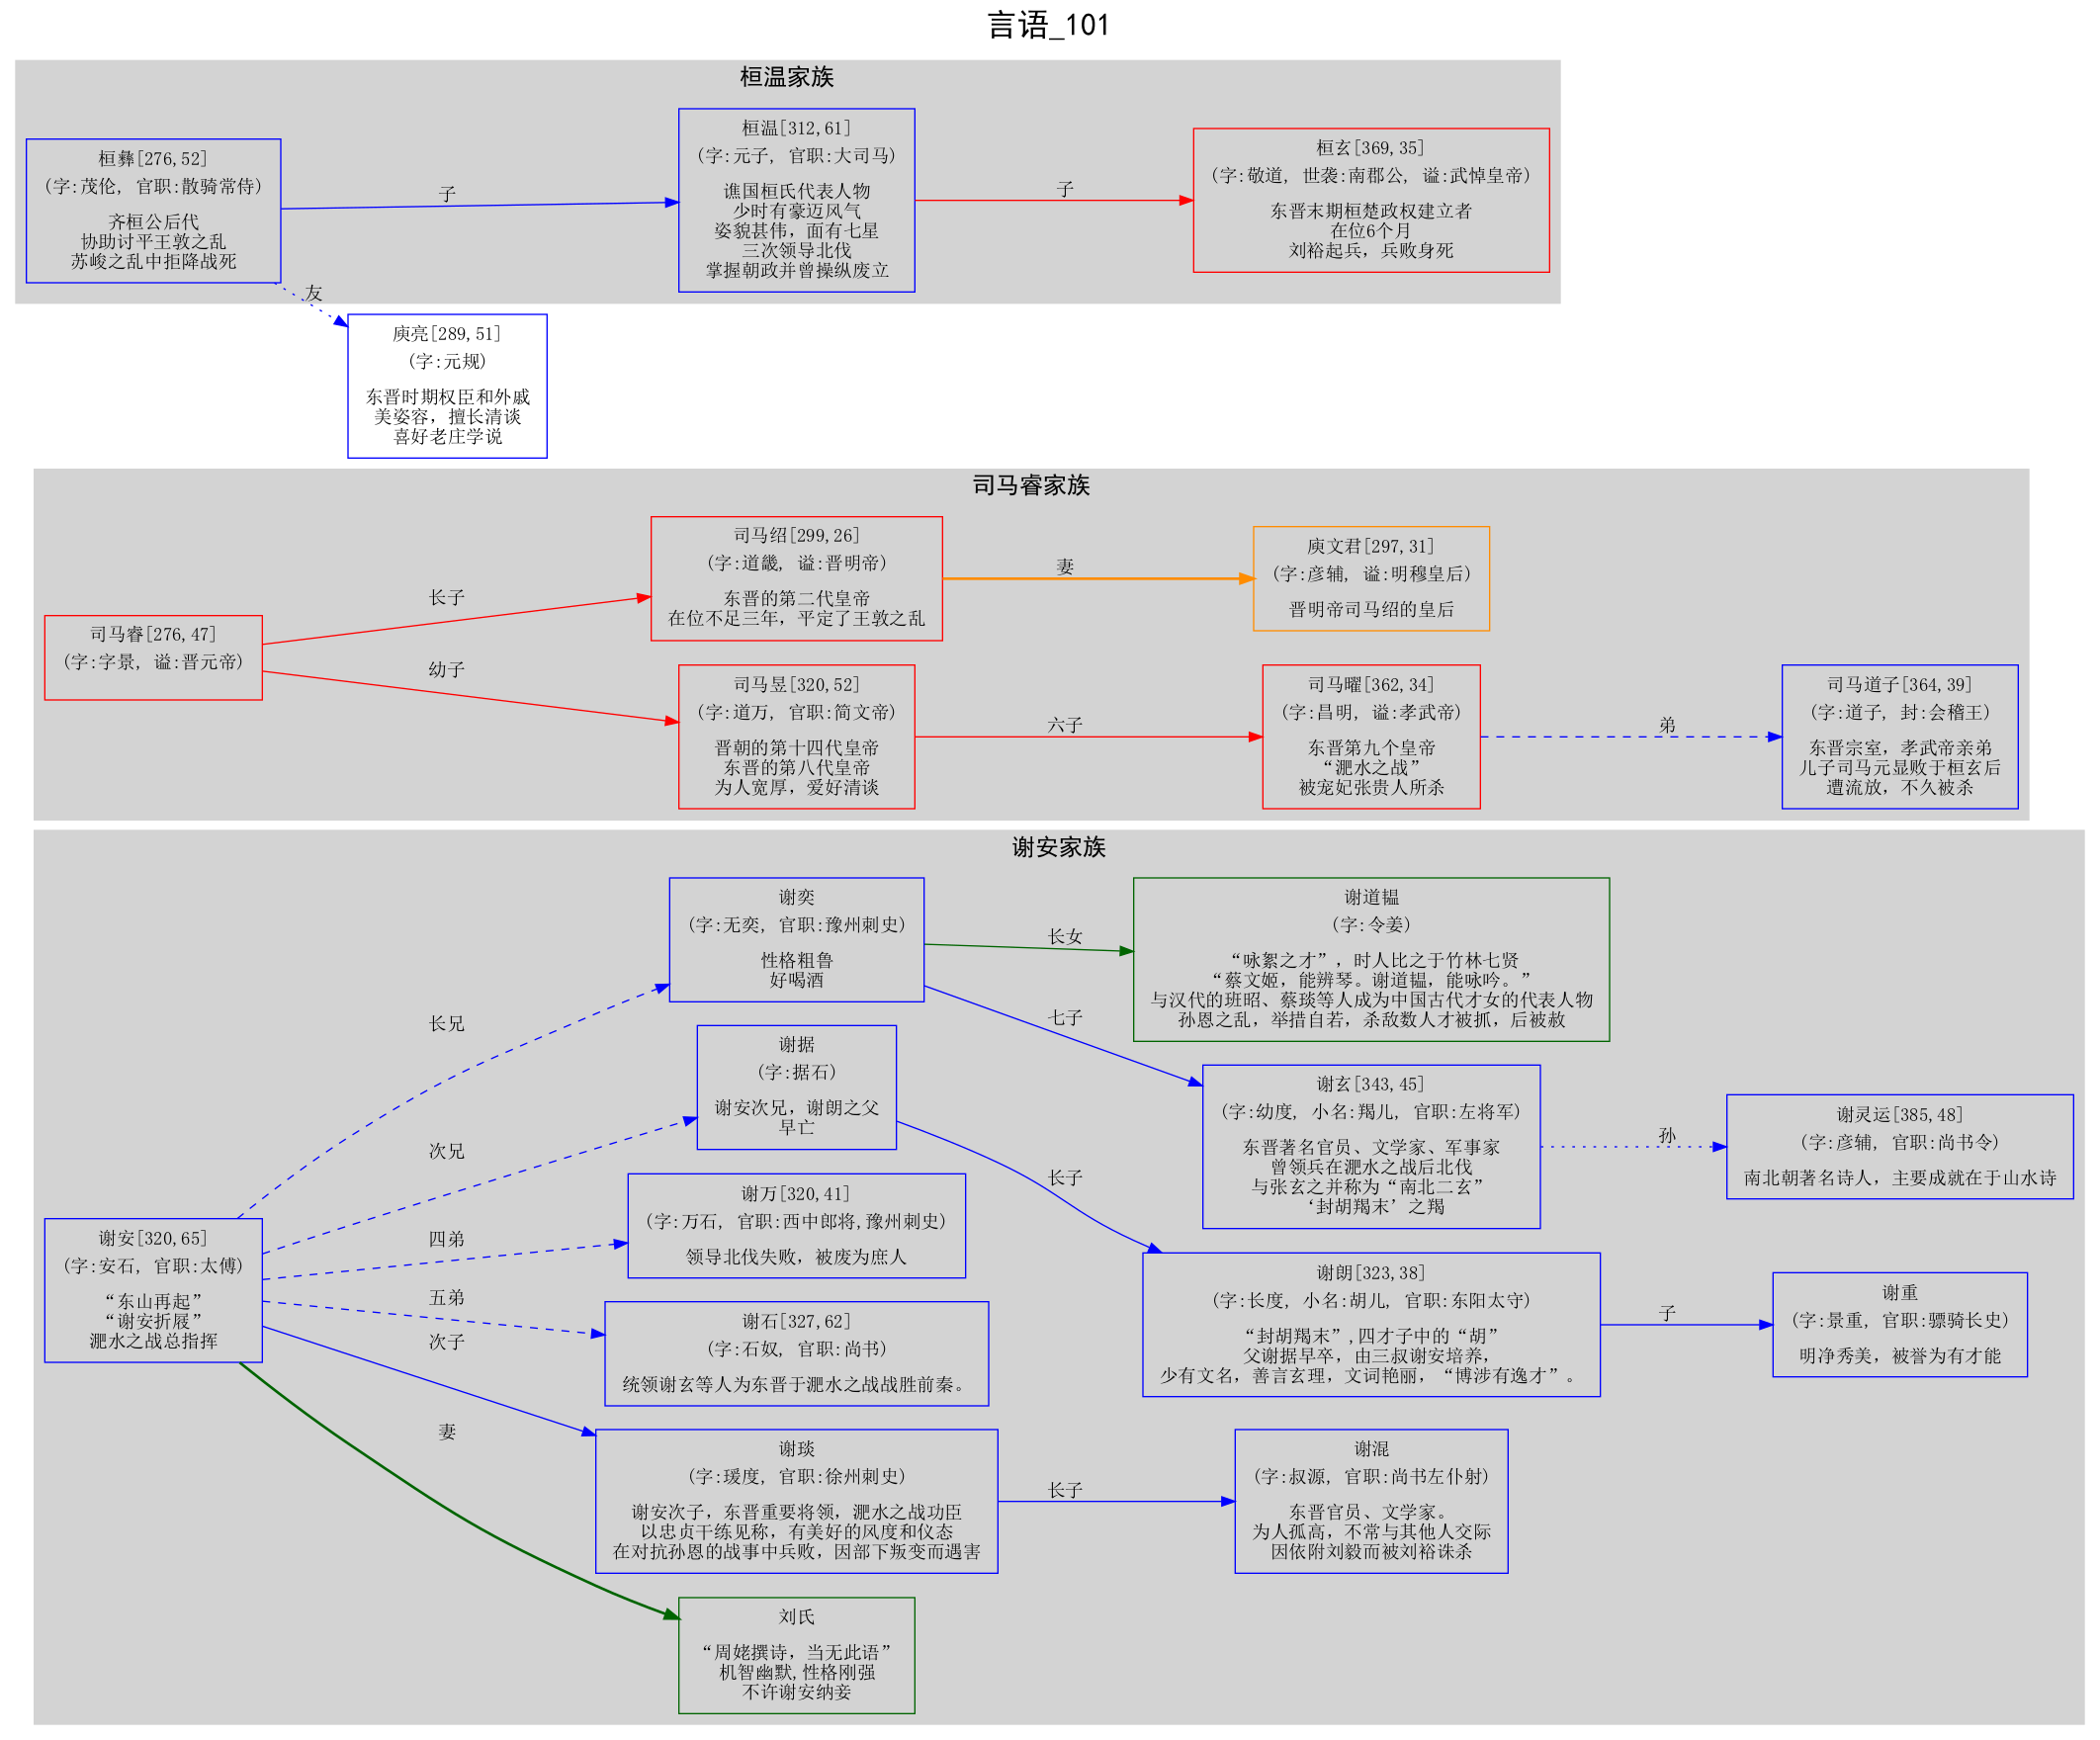 言语_101
桓温家族
桓彝[276,52]
(字:茂伦, 官职:散骑常侍)
齐桓公后代
协助讨平王敦之乱
苏峻之乱中拒降战死
子
桓温[312,61]
(字:元子, 官职:大司马)
谯国桓氏代表人物
少时有豪迈风气
姿貌甚伟，面有七星
三次领导北伐
掌握朝政并曾操纵废立
子
桓玄[369,35]
(字:敬道, 世袭:南郡公, 谥:武悼皇帝)
东晋末期桓楚政权建立者
在位6个月
刘裕起兵，兵败身死
友
庾亮[289,51]
(字:元规)
东晋时期权臣和外戚
美姿容，擅长清谈
喜好老庄学说
司马睿家族
司马睿[276,47]
(字:字景, 谥:晋元帝)
长子
司马绍[299,26]
(字:道畿, 谥:晋明帝)
东晋的第二代皇帝
在位不足三年，平定了王敦之乱
妻
庾文君[297,31]
(字:彦辅, 谥:明穆皇后)
晋明帝司马绍的皇后
幼子
司马昱[320,52]
(字:道万, 官职:简文帝)
晋朝的第十四代皇帝
东晋的第八代皇帝
为人宽厚，爱好清谈
六子
司马曜[362,34]
(字:昌明, 谥:孝武帝)
东晋第九个皇帝
“淝水之战”
被宠妃张贵人所杀
弟
司马道子[364,39]
(字:道子, 封:会稽王)
东晋宗室，孝武帝亲弟
儿子司马元显败于桓玄后
遭流放，不久被杀
谢安家族
谢安[320,65]
(字:安石, 官职:太傅)
“东山再起”
“谢安折屐”
淝水之战总指挥
长兄
谢奕
(字:无奕, 官职:豫州刺史)
性格粗鲁
好喝酒
长女
谢道韫
(字:令姜)
“咏絮之才”，时人比之于竹林七贤
“蔡文姬，能辨琴。谢道韫，能咏吟。”
与汉代的班昭、蔡琰等人成为中国古代才女的代表人物
孙恩之乱，举措自若，杀敌数人才被抓，后被赦
七子
谢玄[343,45]
(字:幼度, 小名:羯儿, 官职:左将军)
东晋著名官员、文学家、军事家
曾领兵在淝水之战后北伐
与张玄之并称为“南北二玄”
‘封胡羯末’之羯
孙
谢灵运[385,48]
(字:彦辅, 官职:尚书令)
南北朝著名诗人，主要成就在于山水诗
次兄
谢据
(字:据石)
谢安次兄，谢朗之父
早亡
长子
谢朗[323,38]
(字:长度, 小名:胡儿, 官职:东阳太守)
“封胡羯末”,四才子中的“胡”
父谢据早卒，由三叔谢安培养，
少有文名，善言玄理，文词艳丽，“博涉有逸才”。
子
谢重
(字:景重, 官职:骠骑长史)
明净秀美，被誉为有才能
四弟
谢万[320,41]
(字:万石, 官职:西中郎将,豫州刺史)
领导北伐失败，被废为庶人
五弟
谢石[327,62]
(字:石奴, 官职:尚书)
统领谢玄等人为东晋于淝水之战战胜前秦。
次子
谢琰
(字:瑗度, 官职:徐州刺史)
谢安次子，东晋重要将领，淝水之战功臣
以忠贞干练见称，有美好的风度和仪态
在对抗孙恩的战事中兵败，因部下叛变而遇害
长子
谢混
(字:叔源, 官职:尚书左仆射)
东晋官员、文学家。
为人孤高，不常与其他人交际
因依附刘毅而被刘裕诛杀
妻
刘氏
“周姥撰诗，当无此语”
机智幽默,性格刚强
不许谢安纳妾